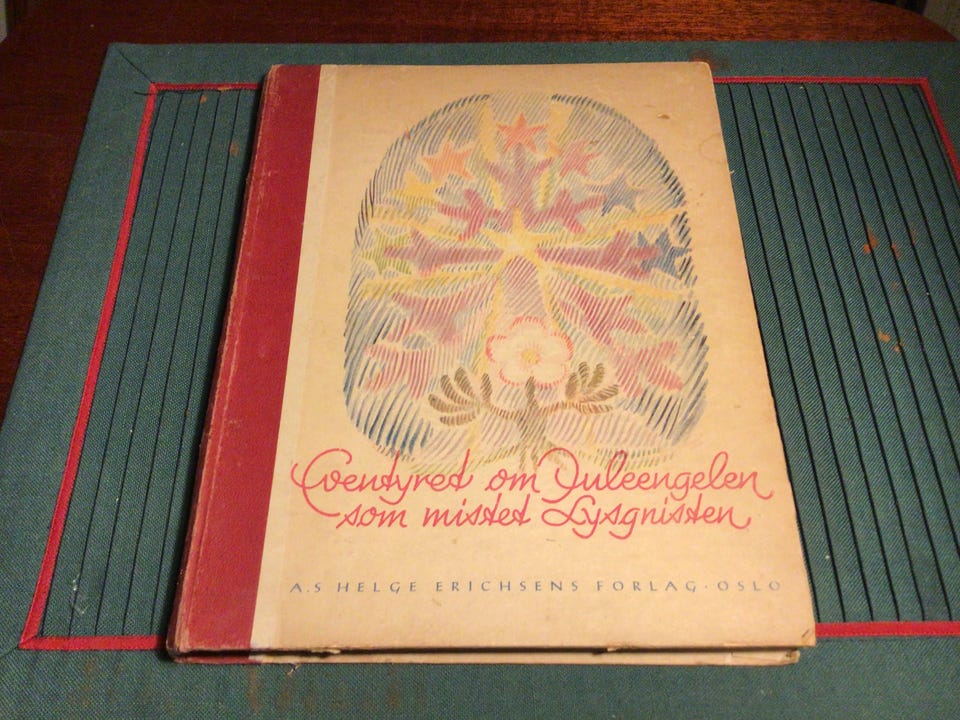 Eventyret om Juleengelen
som mistet Lysgnisten
A.S HELGE ERICHSENS FORLAG · OSLO